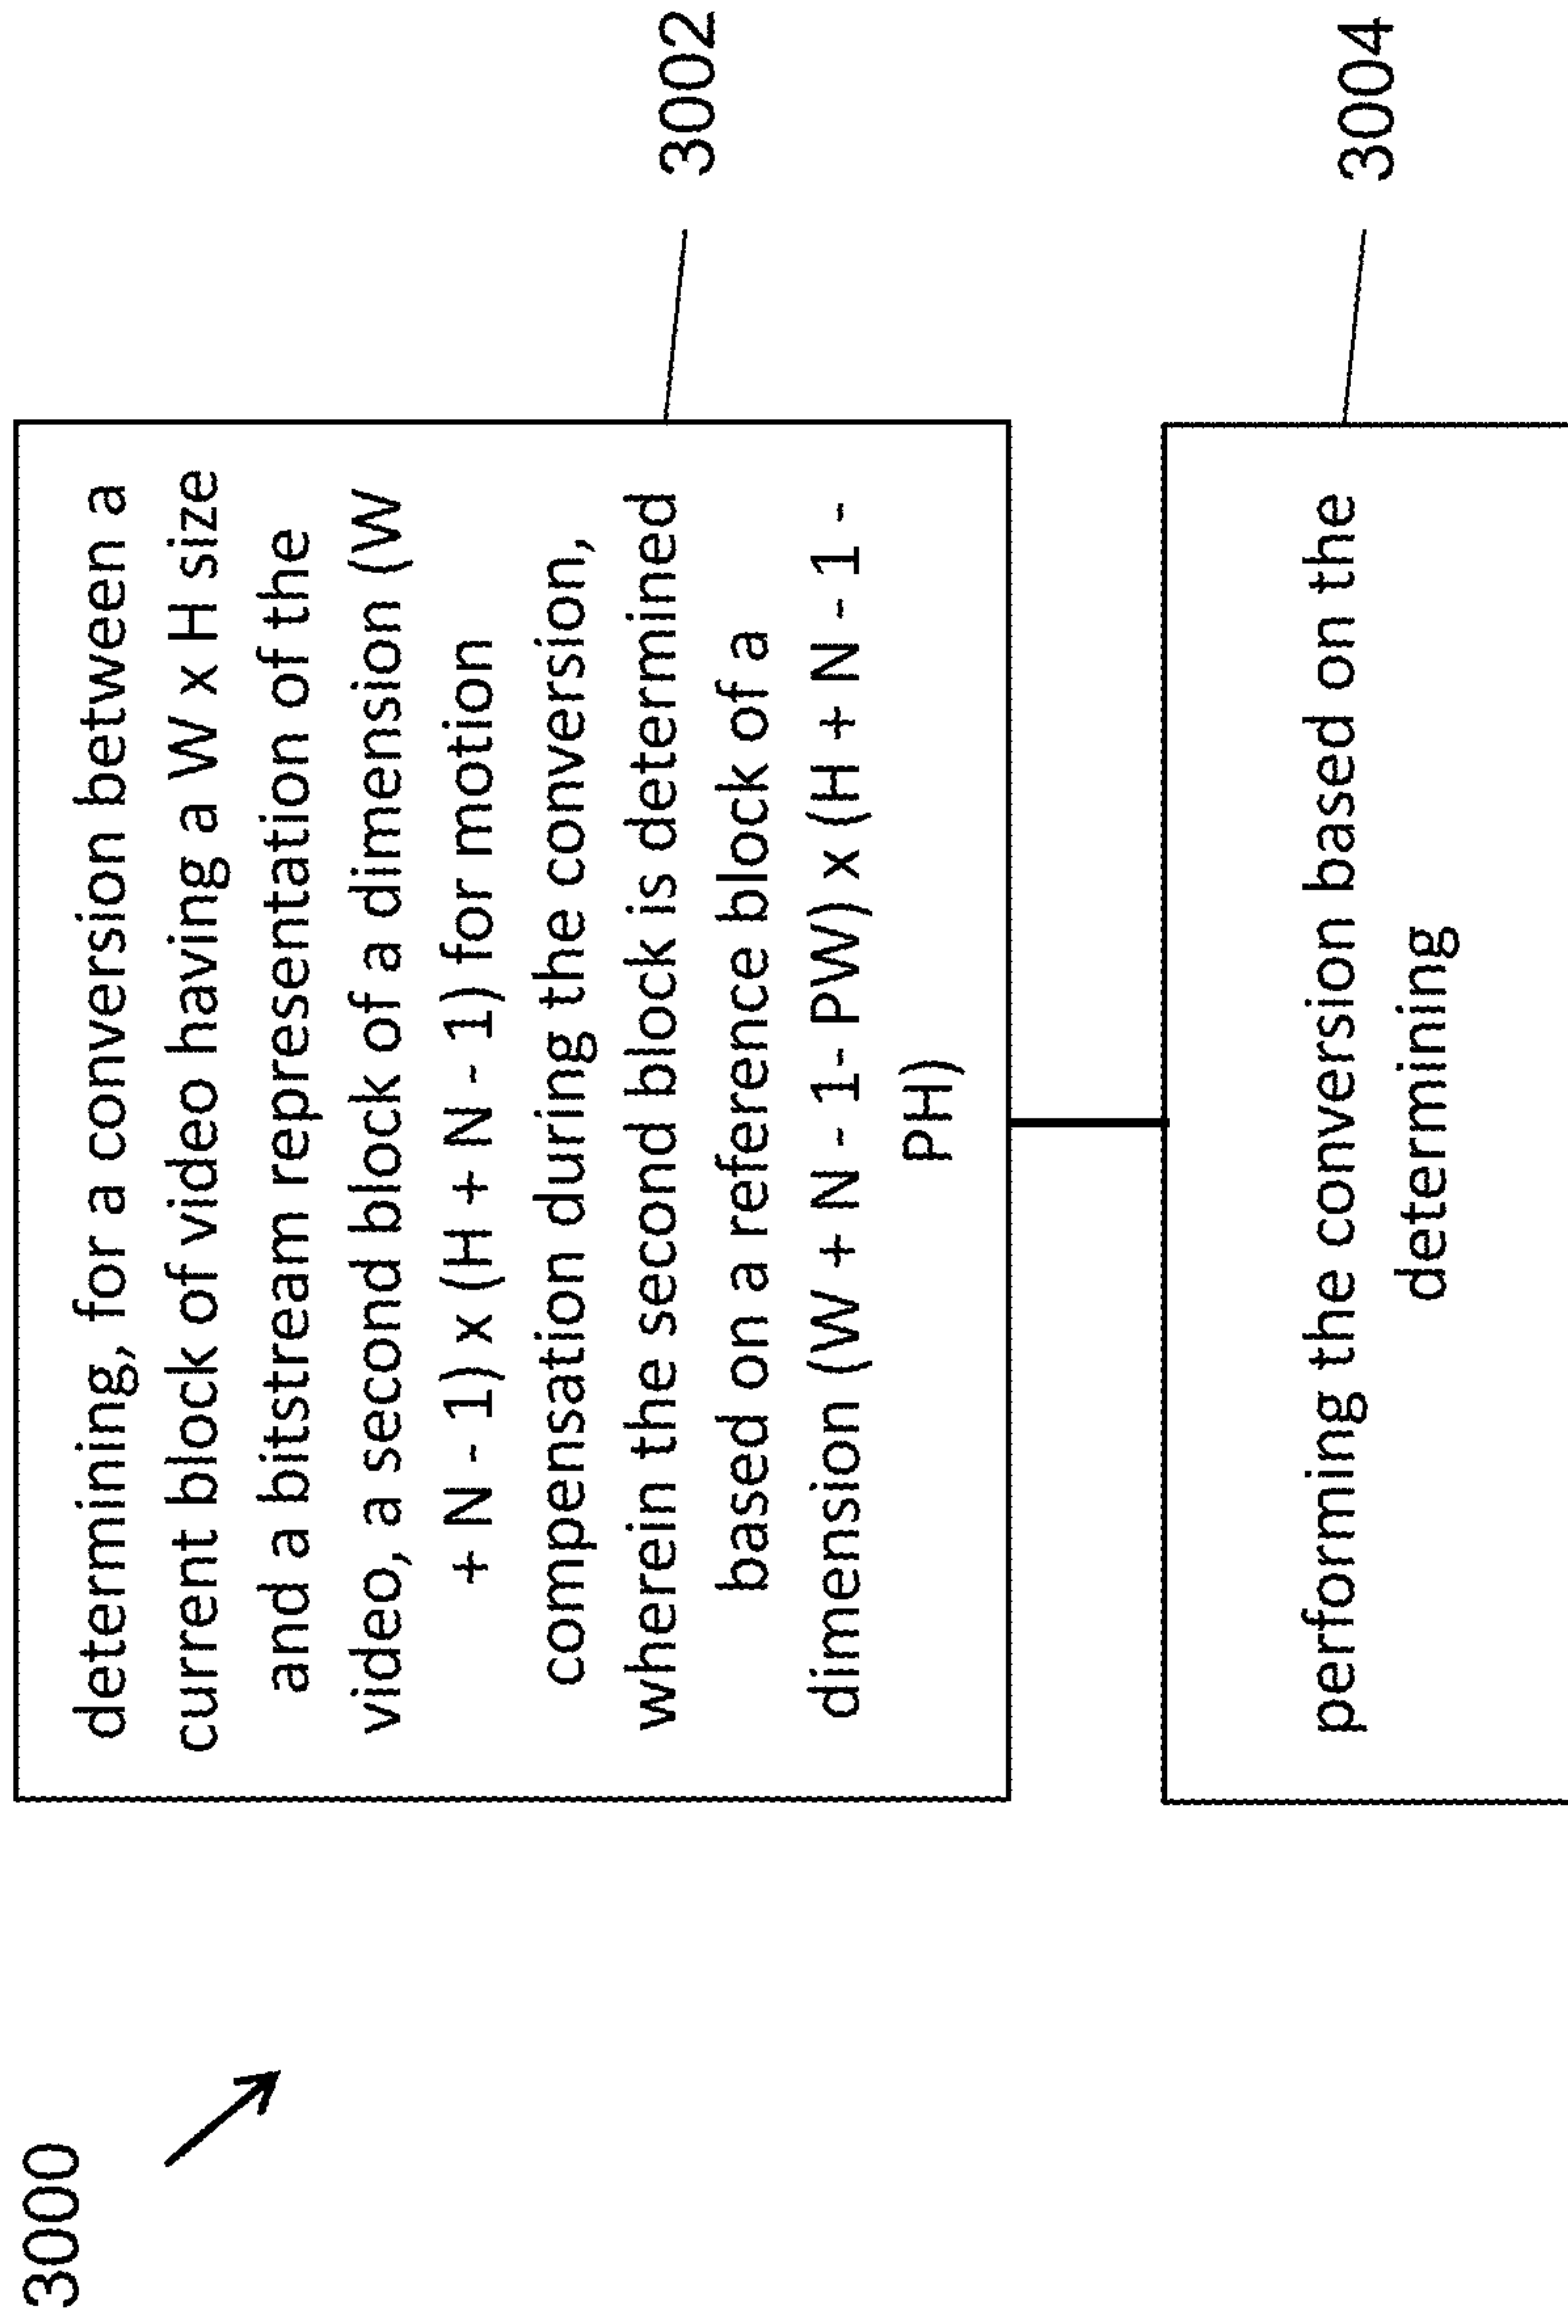 3000
determining, for a conversion between a
current block of video having a W x H size
and a bitstream representation of the
video, a second block of a dimension (W
+ N - 1) x (H + N - 1) for motion
compensation during the conversion,
wherein the second block is determined
based on a reference block of a
dimension (W + N - 1- PW) x (H + N - 1 -
PH)
3002
performing the conversion based on the
determining
3004